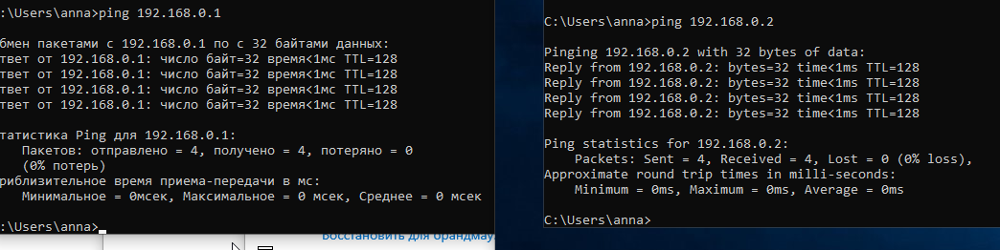 :\Users\anna>ping 192.168.0.1
бмен пакетами с 192.168.0.1 по с 32 байтами данных:
твет от 192.168.0.1: число байт=32 время<1мс TTL=128
твет от 192.168.0.1: число байт=32 время<1мс TTL=128
твет от 192.168.0.1: число байт=32 время<1мс TTL=128
твет от 192.168.0.1: число байт=32 время<1мс TTL=128
татистика Ping для 192.168.0.1:
Пакетов: отправлено = 4, получено = 4, потеряно = 0
(0% потерь)
риблизительное время приема-передачи в мс:
Минимальное = 0мсек, Максимальное = 0 мсек, Среднее = 0 мсек
:\Users\anna>
Восстановить для брандмау
C:\Users\anna>ping 192.168.0.2
Pinging 192.168.0.2 with 32 bytes of data:
Reply from 192.168.0.2: bytes=32 time<1ms TTL=128
Reply from 192.168.0.2: bytes=32 time<1ms TTL=128
Reply from 192.168.0.2: bytes=32 time<1ms TTL=128
Reply from 192.168.0.2: bytes=32 time<1ms TTL=128
Ping statistics for 192.168.0.2:
Packets: Sent = 4, Received = 4, Lost = 0 (0% loss),
Approximate round trip times in milli-seconds:
Minimum = 0ms, Maximum = 0ms, Average = 0ms
C:\Users\anna>